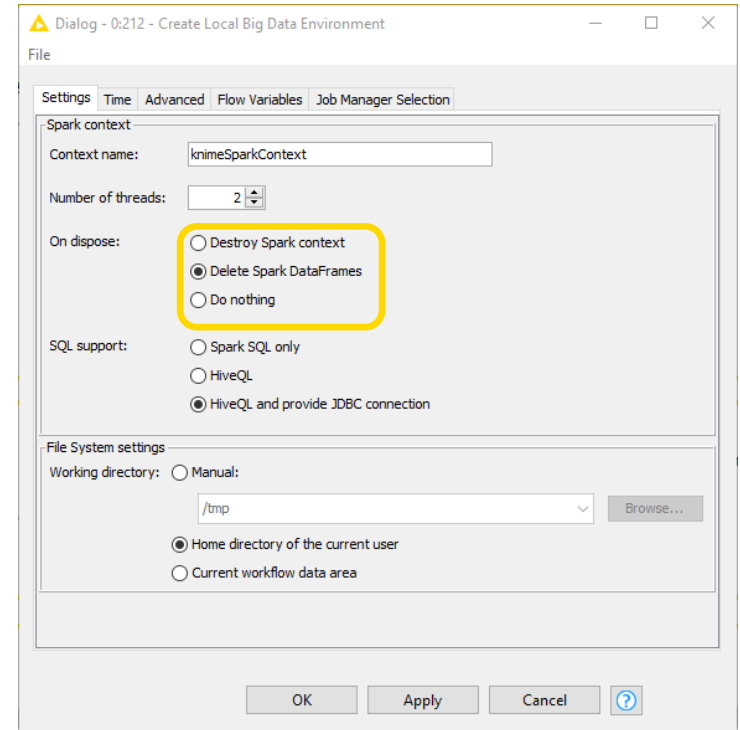 Dialog - 0:212 - Create Local Big Data Environment
File
Settings Time Advanced Flow Variables Job Manager Selection
Spark context
Context name: knimeSparkContext
Number of threads: 2
On dispose: Destroy Spark context
Delete Spark DataFrames
Do nothing
SQL support: Spark SQL only
HiveQL
HiveQL and provide JDBC connection
File System settings
Working directory: Manual:
/tmp Browse...
Home directory of the current user
Current workflow data area
OK Apply Cancel ?